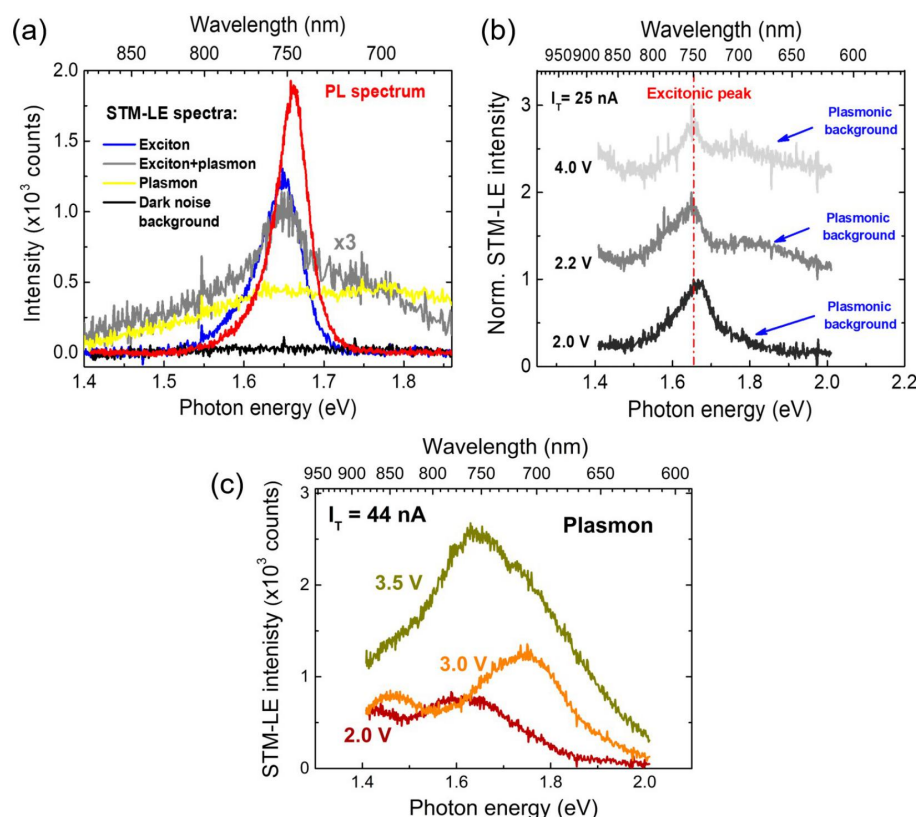 (a)
Wavelength (nm)
850 800 750 700
2.0
1.5
1.0
0.5
0.0
Intensity (x10³ counts)
PL spectrum
STM-LE spectra:
Exciton
Exciton+plasmon
Plasmon
Dark noise
background
x3
1.4 1.5 1.6 1.7 1.8
Photon energy (eV)
(b)
Wavelength (nm)
950 900 850 800 750 700 650 620
I_T = 25 nA
Excitonic peak
Plasmonic
background
4.0 V
Plasmonic
background
2.2 V
Plasmonic
background
2.0 V
3
2
1
0
Norm. STM-LE intensity
1.4 1.6 1.8 2.0 2.2
Photon energy (eV)
(c)
Wavelength (nm)
950 900 850 800 750 700 650 600
I_T = 44 nA
Plasmon
3.5 V
3.0 V
2.0 V
3
2
1
0
STM-LE intenisty (x10³ counts)
1.4 1.6 1.8 2.0
Photon energy (eV)